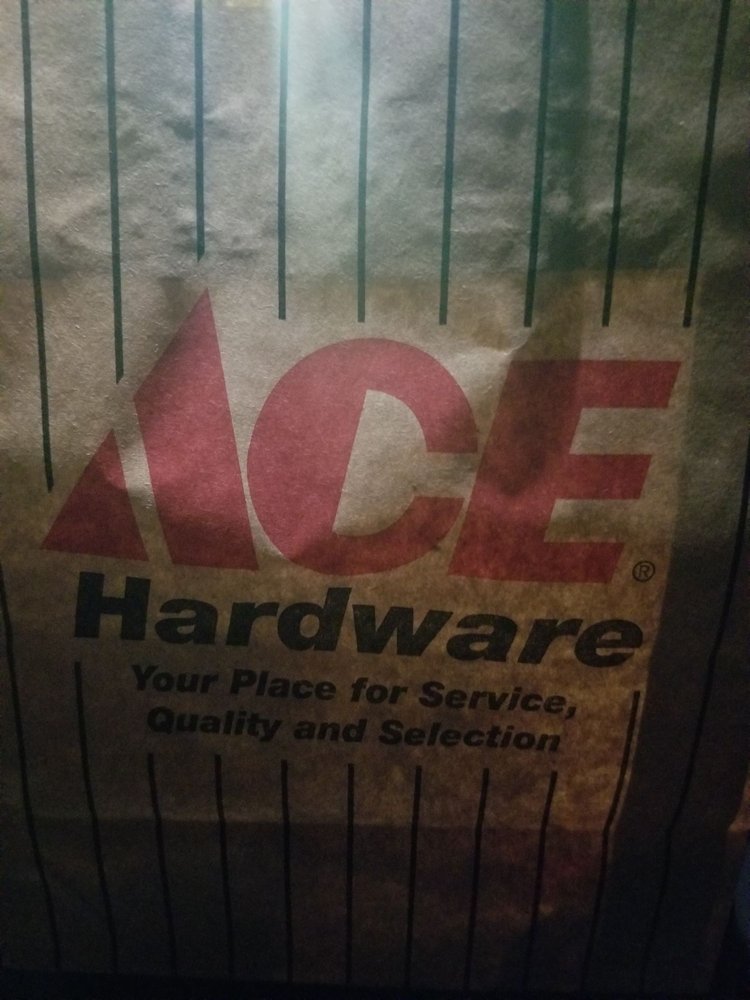 ACE®
Hardware
Your Place for Service,
Quality and Selection